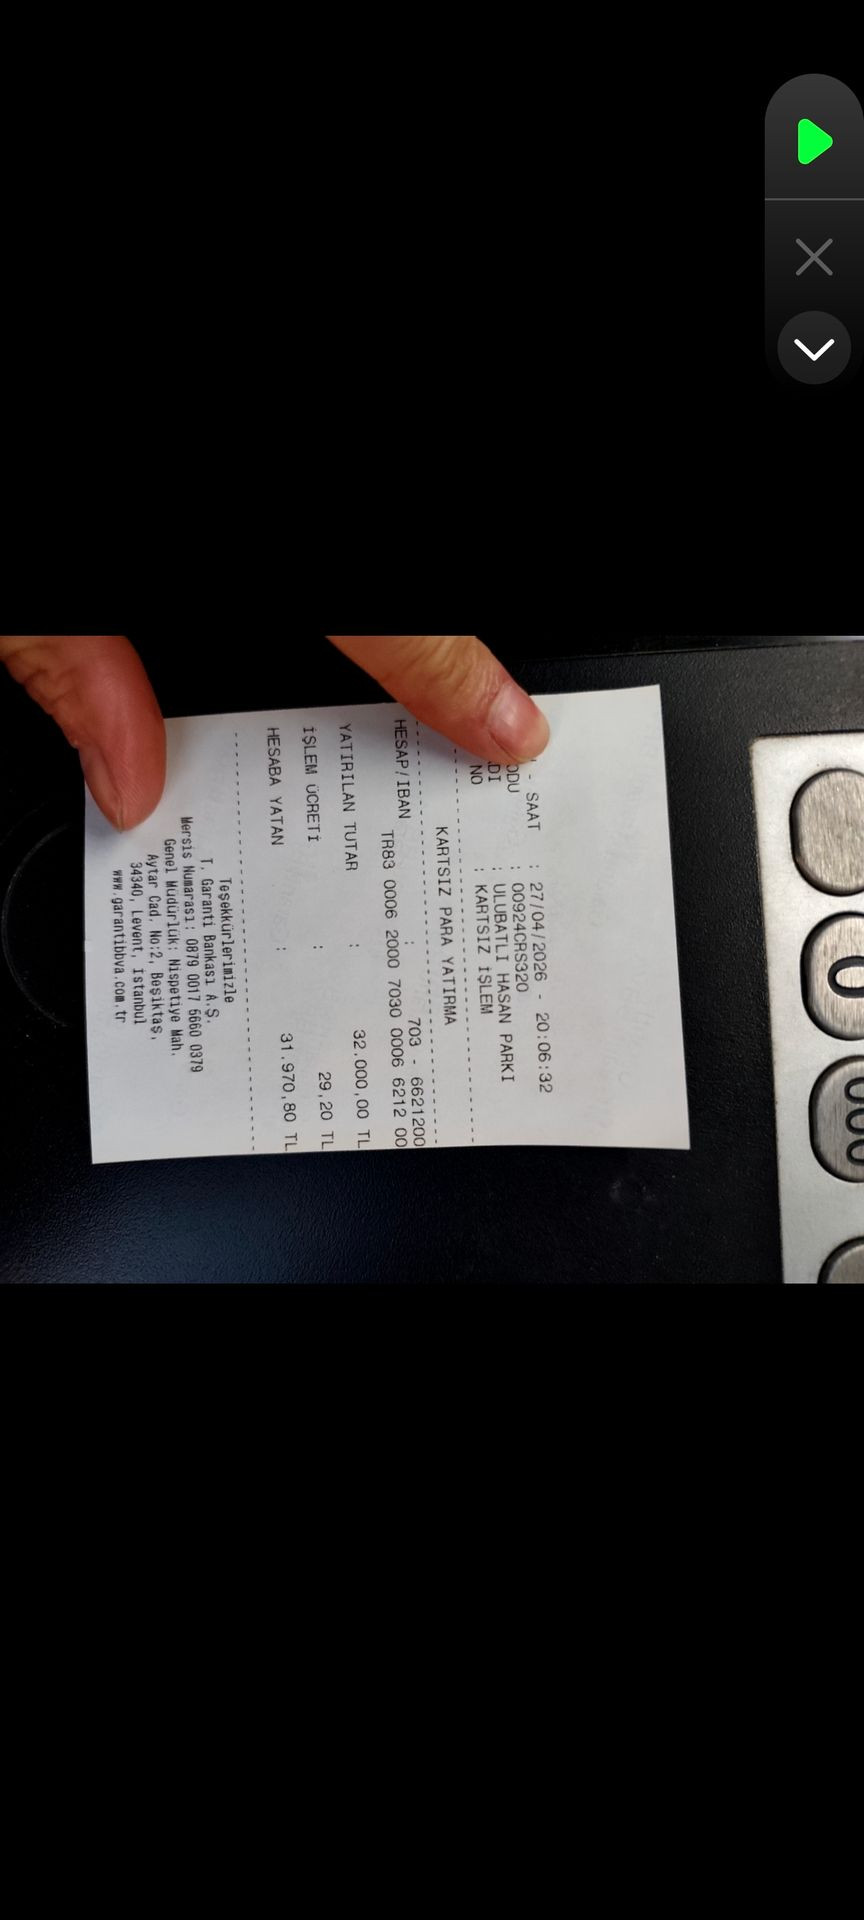 - SAAT : 27/04/2026 - 20:06:32
ODU : 00924CRS320
ADI : ULUBATLI HASAN PARKI
NO : KARTSIZ İŞLEM
KARTSIZ PARA YATIRMA
HESAP/IBAN : 703 - 6621200
TR83 0006 2000 7030 0006 6212 00
YATIRILAN TUTAR : 32.000,00 TL
İŞLEM ÜCRETİ : 29,20 TL
HESABA YATAN : 31.970,80 TL
Teşekkürlerimizle
T. Garanti Bankası A.Ş.
Mersis Numarası: 0879 0017 5660 0379
Genel Müdürlük: Nispetiye Mah.
Aytar Cad. No:2, Beşiktaş,
34340, Levent, İstanbul
www.garantibbva.com.tr
0
000